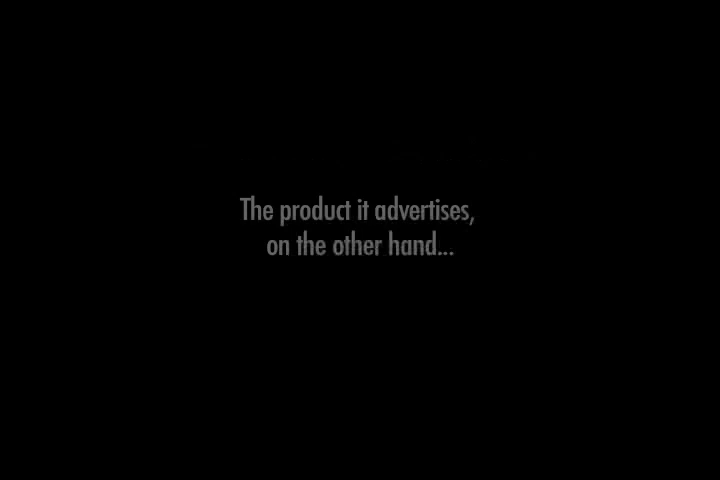 The product it advertises,
on the other hand...